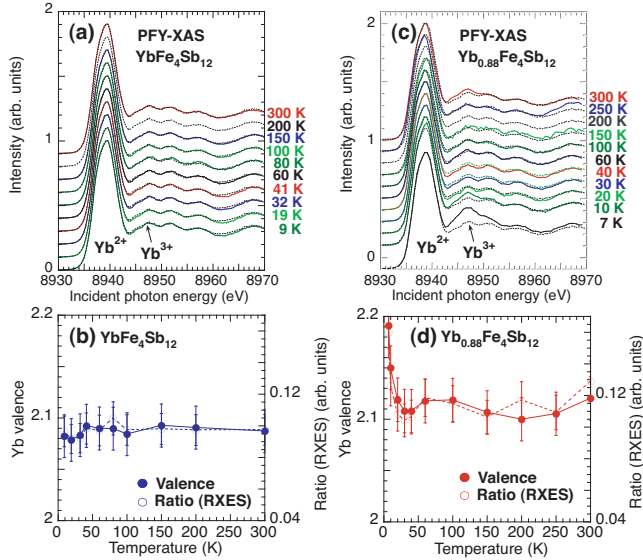 (a) PFY-XAS
YbFe4Sb12
Intensity (arb. units)
2
1
0
300 K
200 K
150 K
100 K
80 K
60 K
41 K
32 K
19 K
9 K
Yb2+
Yb3+
8930 8940 8950 8960 8970
Incident photon energy (eV)
(c) PFY-XAS
Yb0.88Fe4Sb12
Intensity (arb. units)
2
1
0
300 K
250 K
200 K
150 K
100 K
60 K
40 K
30 K
20 K
10 K
7 K
Yb2+
Yb3+
8930 8940 8950 8960 8970
Incident photon energy (eV)
(b) YbFe4Sb12
Yb valence
2.2
2.1
2
Ratio (RXES) (arb. units)
0.12
0.04
Valence
Ratio (RXES)
0 50 100 150 200 250 300
Temperature (K)
(d) Yb0.88Fe4Sb12
Yb valence
2.2
2.1
2
Ratio (RXES) (arb. units)
0.12
0.04
Valence
Ratio (RXES)
0 50 100 150 200 250 300
Temperature (K)